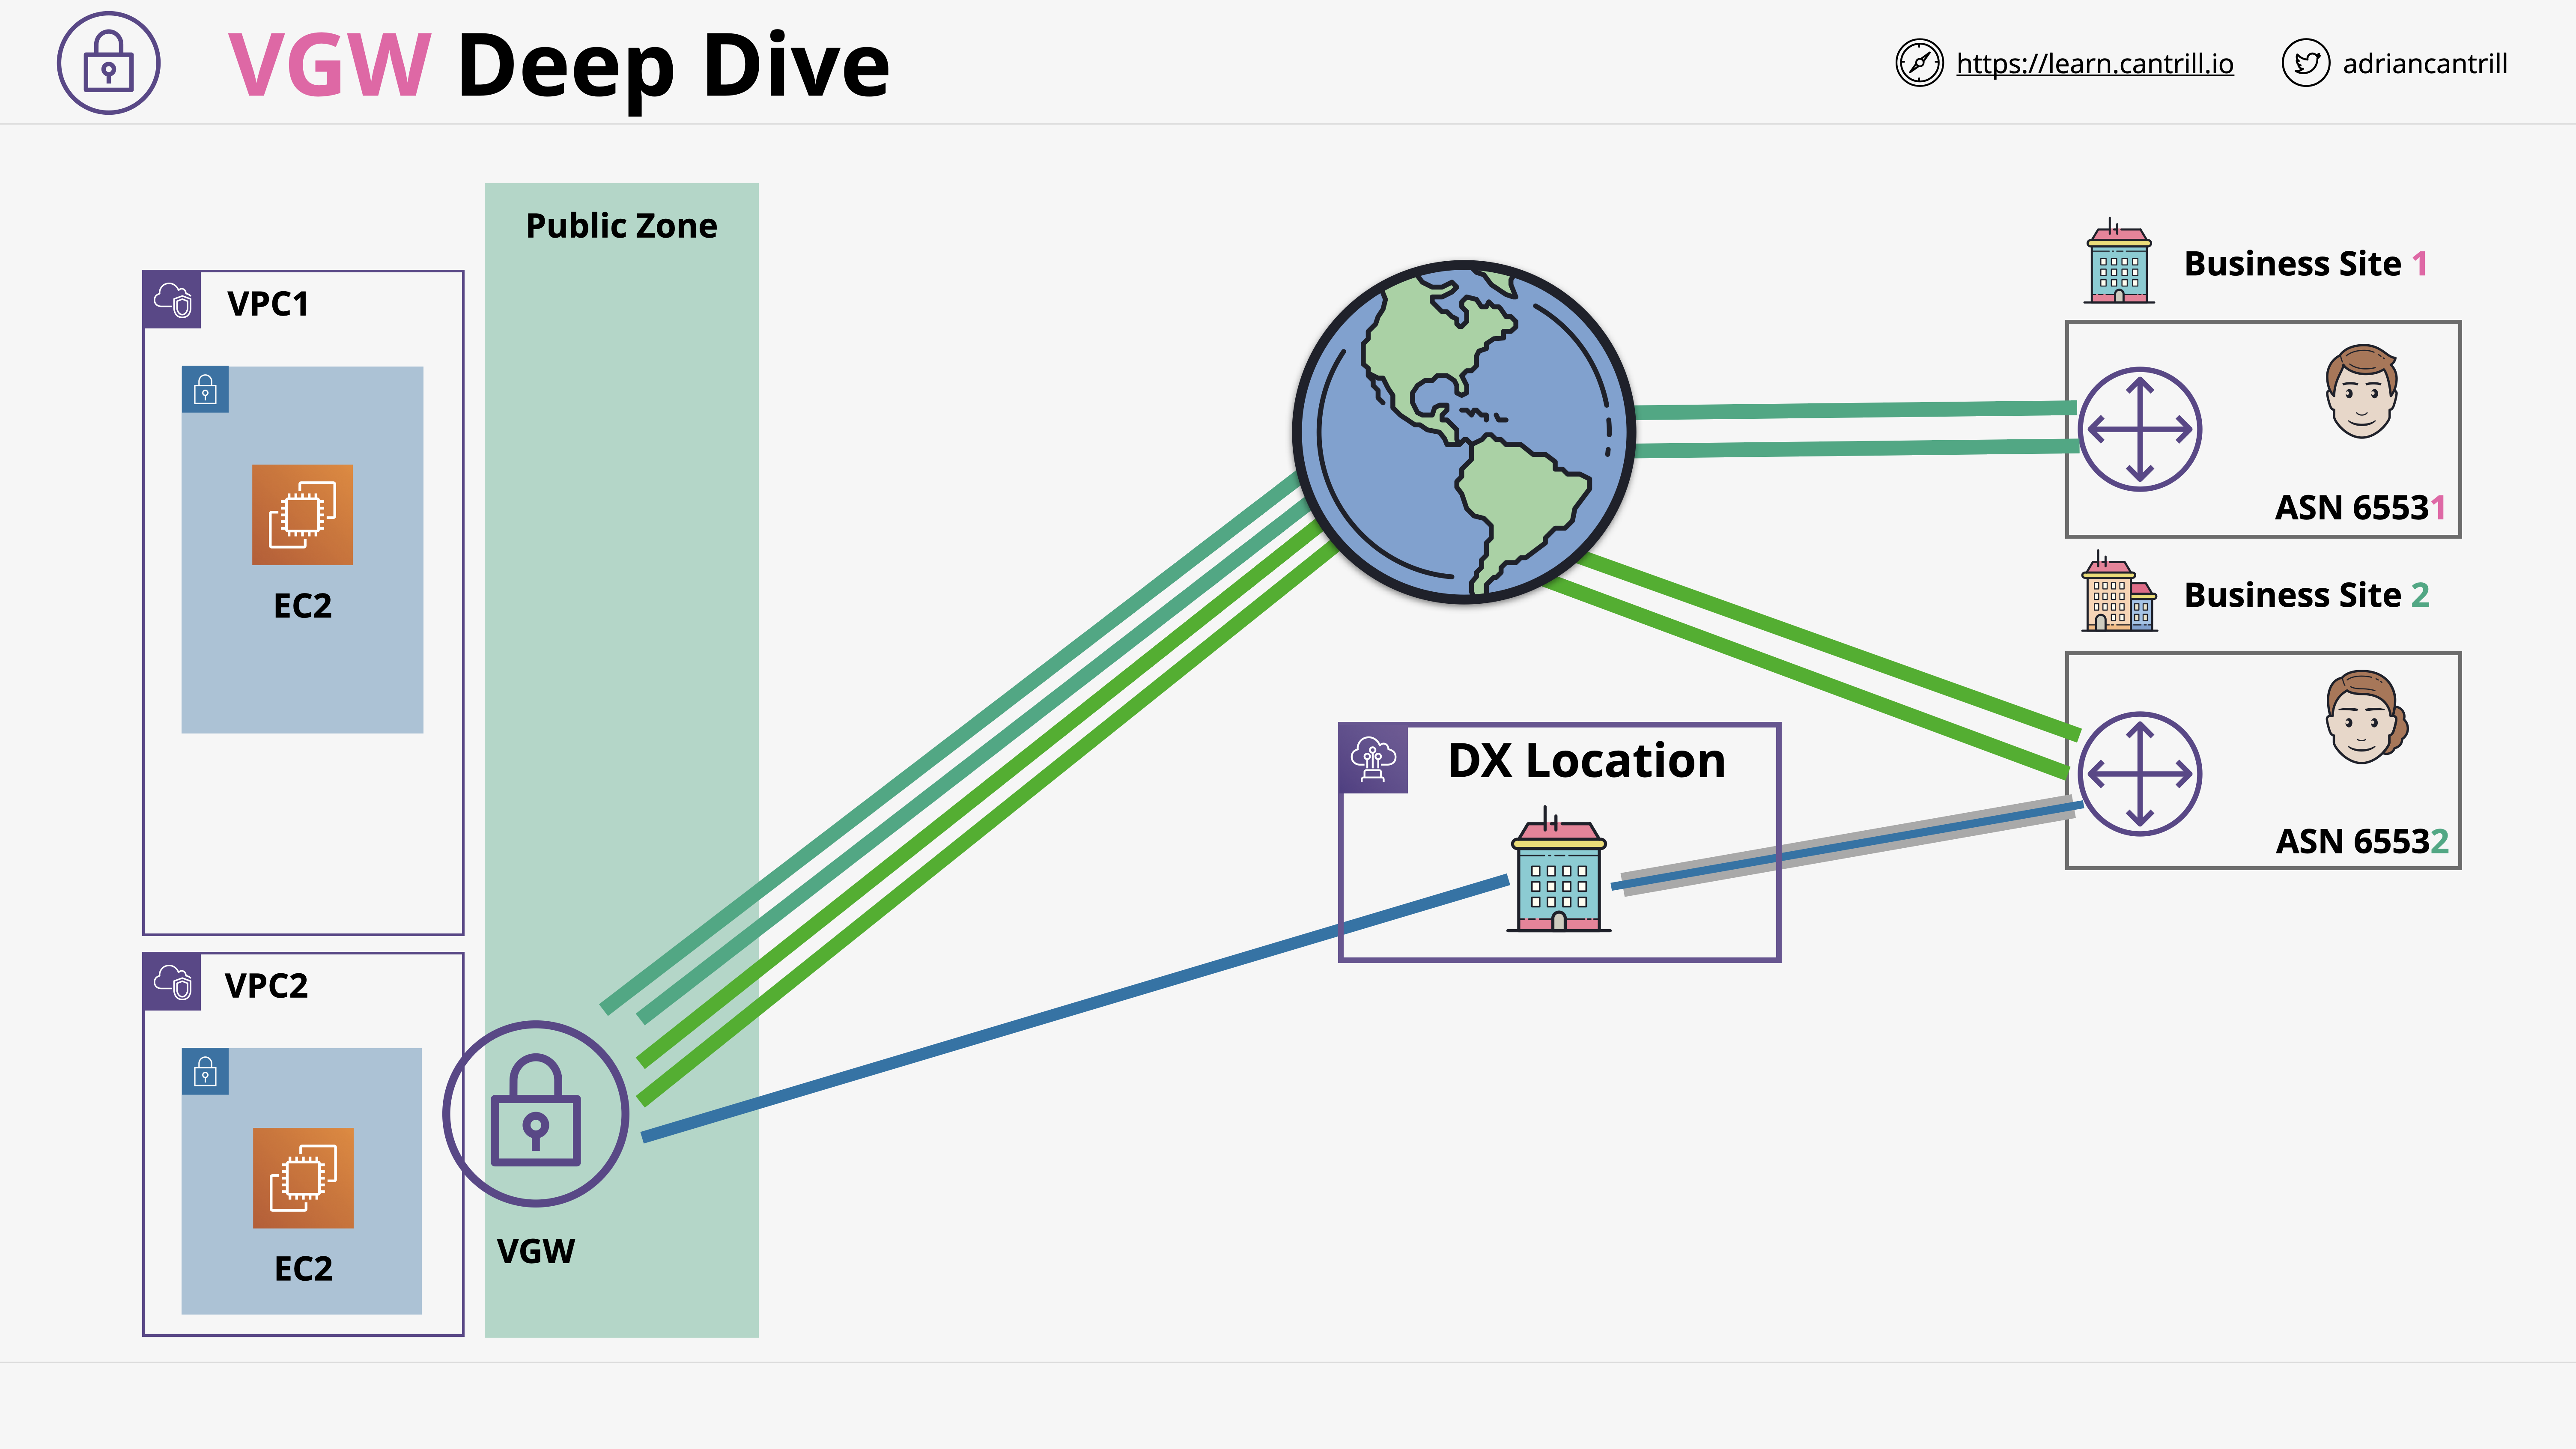 VGW Deep Dive
https://learn.cantrill.io
adriancantrill
Public Zone
VPC1
EC2
VPC2
EC2
VGW
DX Location
Business Site 1
ASN 65531
Business Site 2
ASN 65532